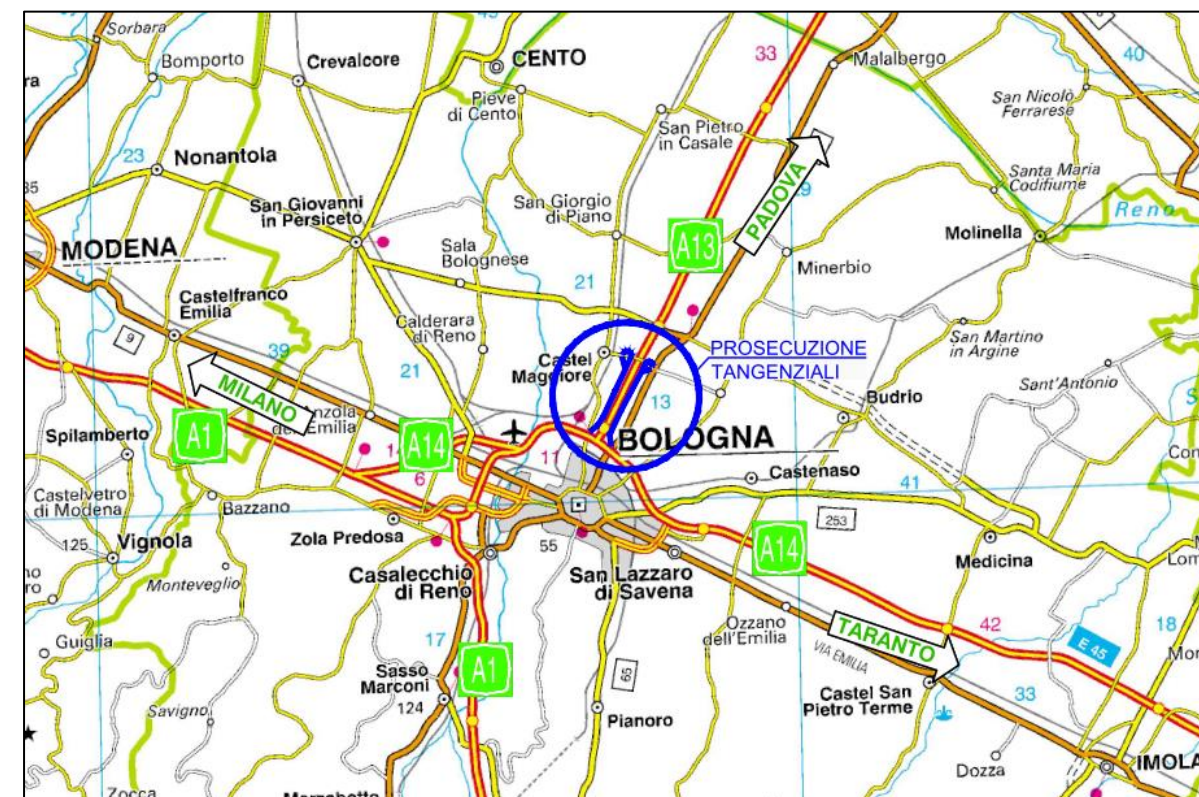 Sorbara
Bomporto
Crevalcore
CENTO
33
Malalbergo
40
Pieve
di Cento
San Nicolò
Ferrarese
San Pietro
in Casale
23
Nonantola
Santa Maria
Codifiume
PADOVA
San Giorgio
di Piano
San Giovanni
in Persiceto
Reno
A13
Molinella
MODENA
Sala
Bolognese
Minerbio
21
Castelfranco
Emilia
Calderara
di Reno
San Martino
in Argine
9
39
Castel
Maggiore
PROSECUZIONE
TANGENZIALI
21
MILANO
Sant'Antonio
13
Budrio
A1
Spilamberto
A14
11
BOLOGNA
6
Castenaso
41
Castelvetro
di Modena
Bazzano
253
125
Vignola
Zola Predosa
55
A14
Medicina
Monteveglio
Casalecchio
di Reno
San Lazzaro
di Savena
Ozzano
dell'Emilia
42
18
Guiglia
17
TARANTO
VIA EMILIA
E 45
Sasso
Marconi
A1
65
124
Castel San
Pietro Terme
33
Savigno
Pianoro
IMOLA
Dozza
Zocca